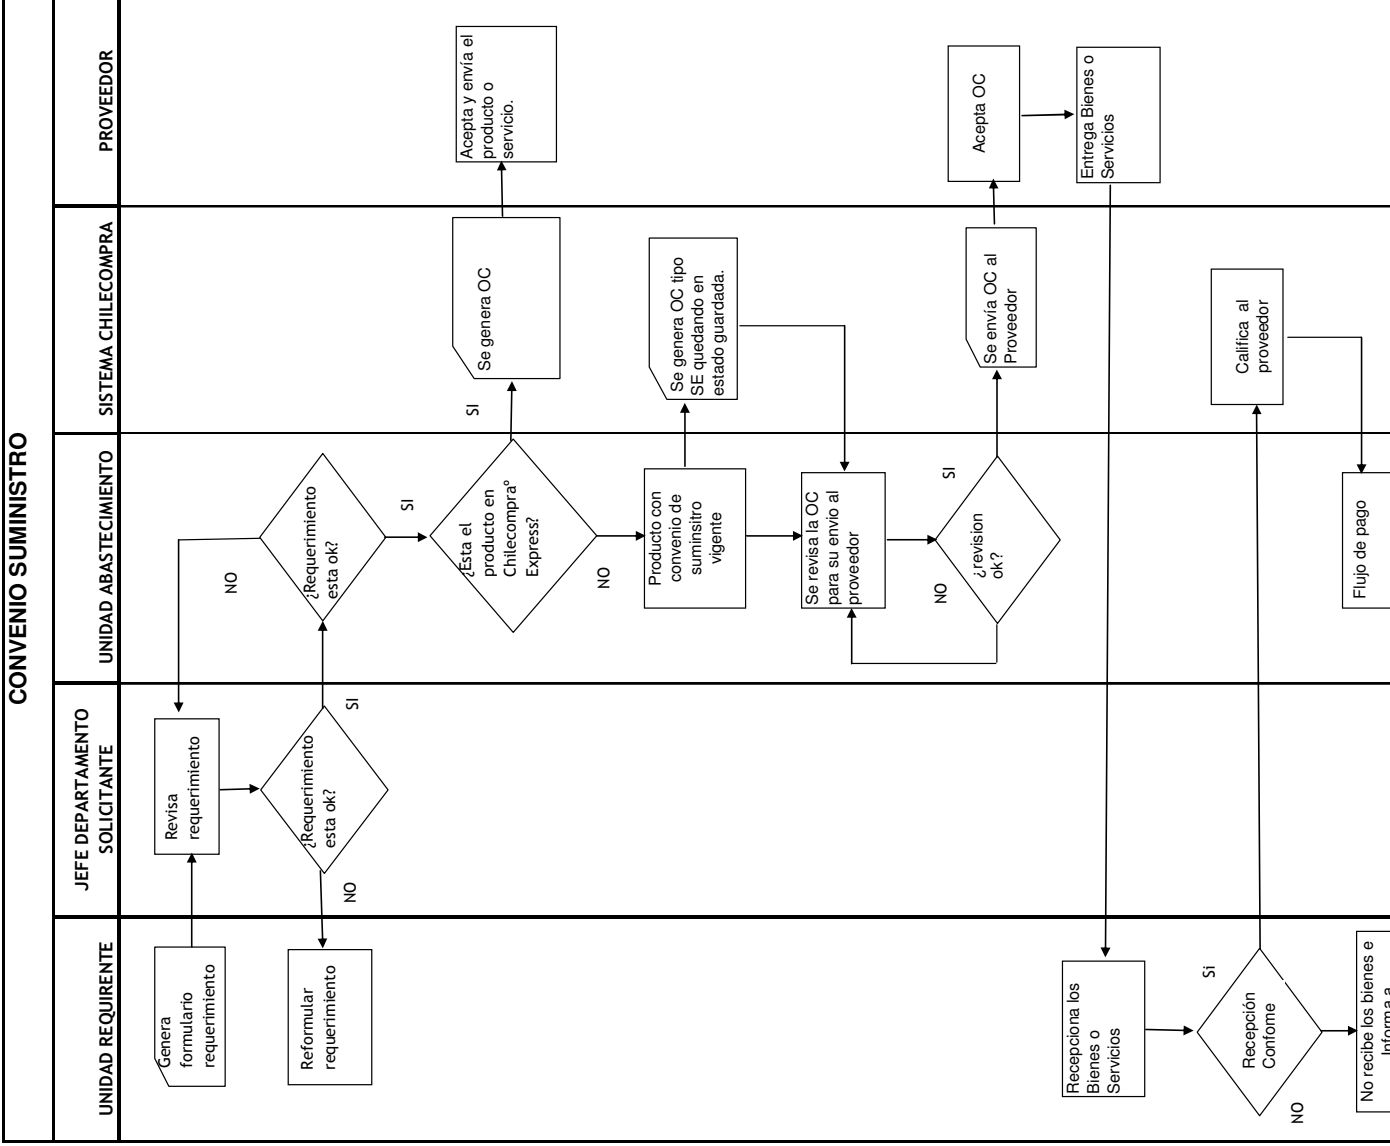 CONVENIO SUMINISTRO
UNIDAD REQUIRENTE
JEFE DEPARTAMENTO
SOLICITANTE
UNIDAD ABASTECIMIENTO
SISTEMA CHILECOMPRA
PROVEEDOR
Genera
formulario
requerimiento
Revisa
requerimiento
NO
¿Requerimiento
esta ok?
SI
¿Requerimiento
esta ok?
NO
SI
Reformular
requerimiento
¿Esta el
producto en
Chilecompraº
Express?
SI
NO
Se genera OC
Acepta y envía el
producto o
servicio.
Producto con
convenio de
suminsitro
vigente
Se genera OC tipo
SE quedando en
estado guardada.
Se revisa la OC
para su envio al
proveedor
¿revision
ok?
SI
NO
Se envía OC al
Proveedor
Acepta OC
Entrega Bienes o
Servicios
Recepciona los
Bienes o
Servicios
Recepción
Confome
Si
NO
Califica al
proveedor
Flujo de pago
No recibe los bienes e
Informa a